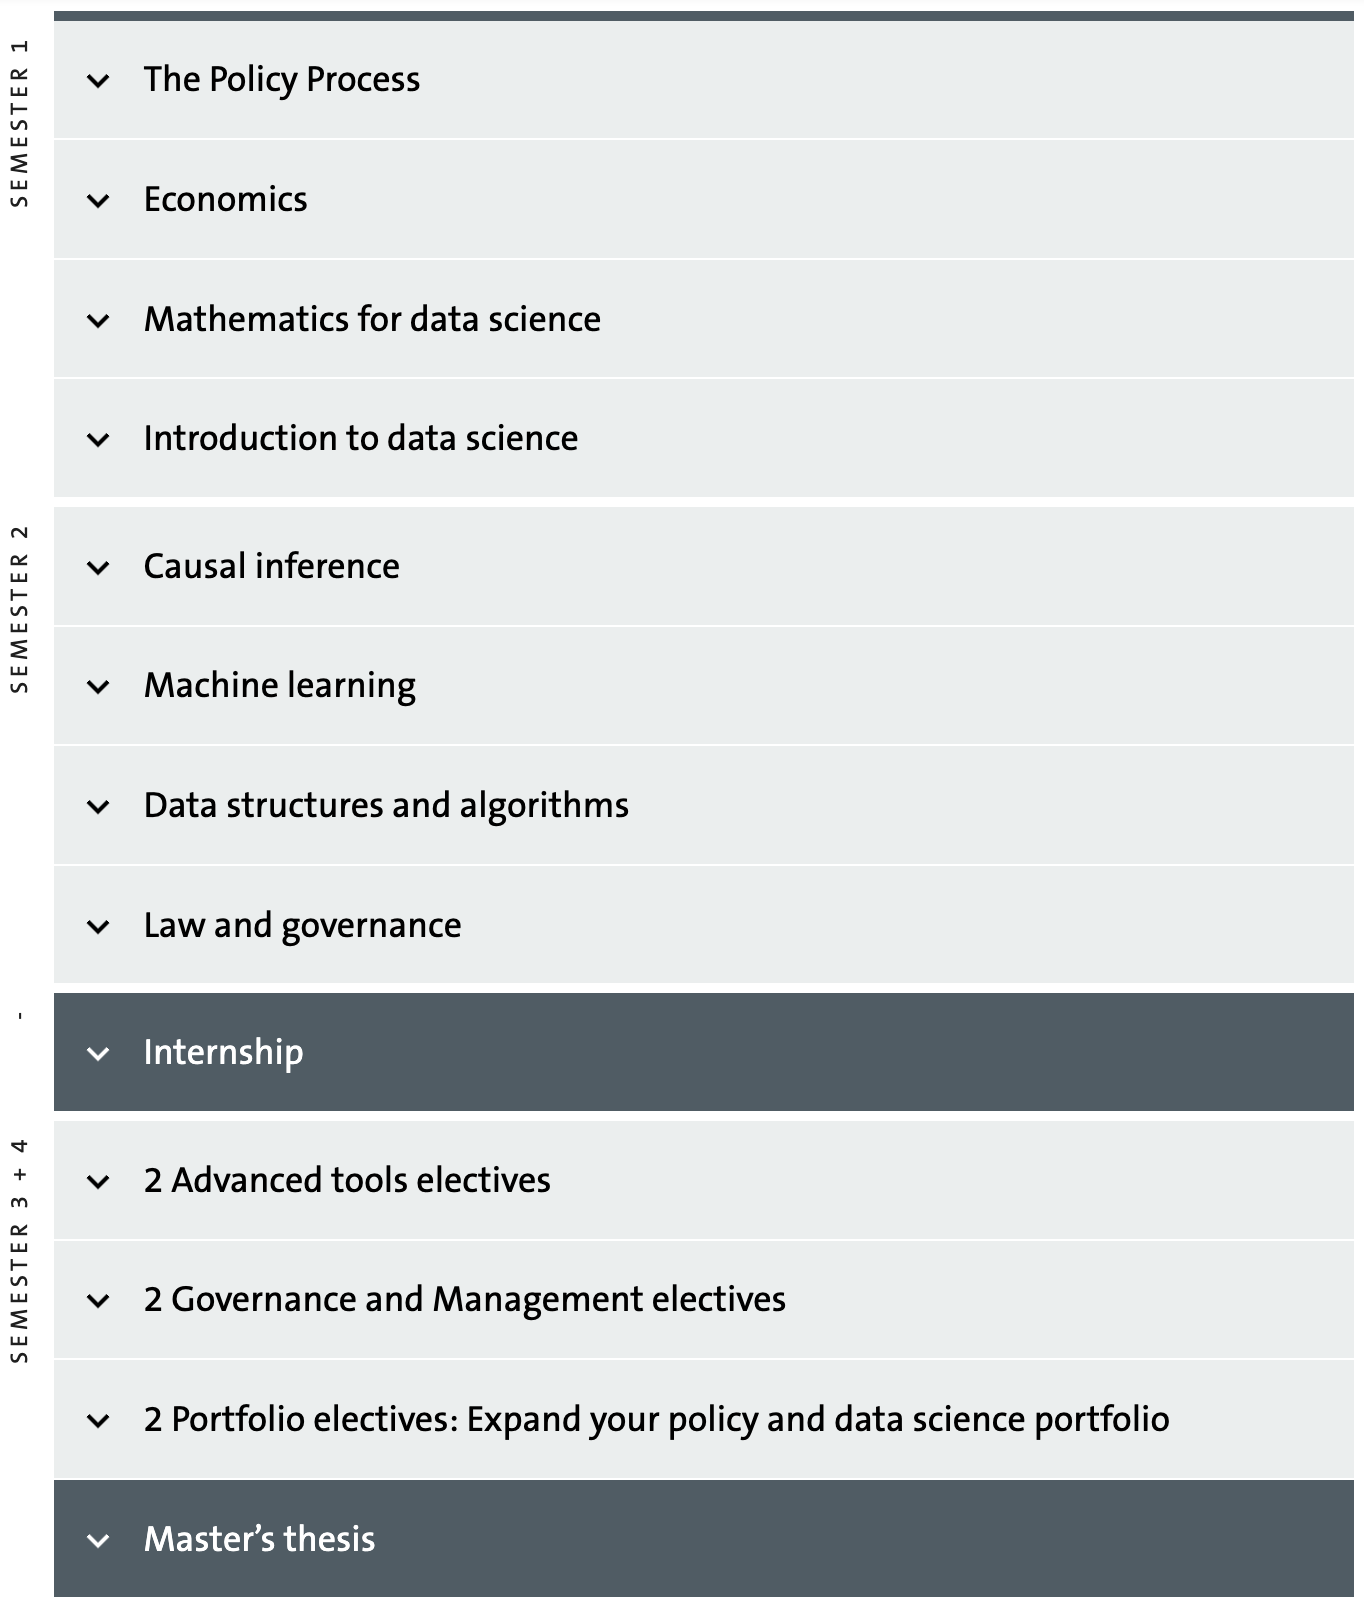 SEMESTER 1
The Policy Process
Economics
Mathematics for data science
Introduction to data science
SEMESTER 2
Causal inference
Machine learning
Data structures and algorithms
Law and governance
-
Internship
SEMESTER 3 + 4
2 Advanced tools electives
2 Governance and Management electives
2 Portfolio electives: Expand your policy and data science portfolio
Master’s thesis